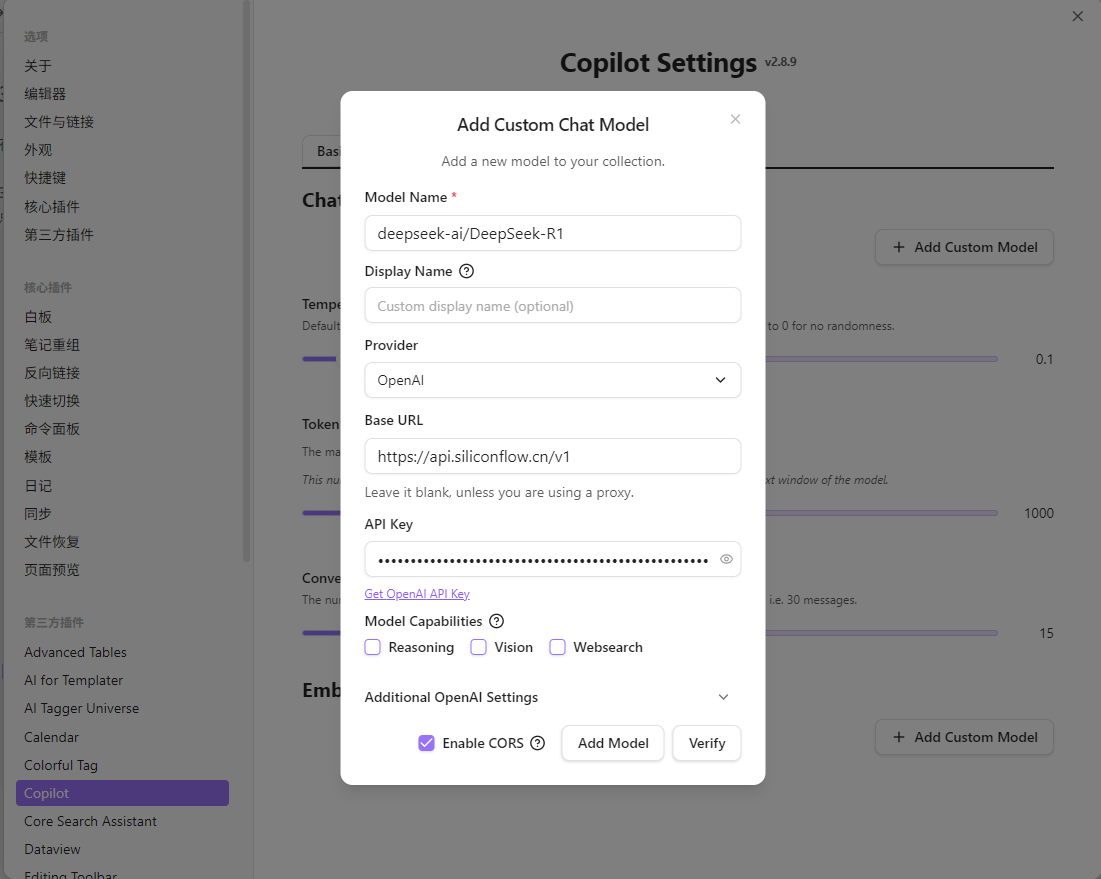 选项
关于
编辑器
文件与链接
外观
快捷键
核心插件
第三方插件
核心插件
白板
笔记重组
反向链接
快速切换
命令面板
模板
日记
同步
文件恢复
页面预览
第三方插件
Advanced Tables
AI for Templater
AI Tagger Universe
Calendar
Colorful Tag
Copilot
Core Search Assistant
Dataview
Editing Toolbar
Copilot Settings v2.8.9
Basi
Chat
Add Custom Model
Tempe
Default
to 0 for no randomness.
0.1
Token
The ma
This nu
xt window of the model.
1000
Conve
The nu
i.e. 30 messages.
15
Emb
Add Custom Model
Add Custom Chat Model
Add a new model to your collection.
Model Name *
deepseek-ai/DeepSeek-R1
Display Name
Custom display name (optional)
Provider
OpenAI
Base URL
https://api.siliconflow.cn/v1
Leave it blank, unless you are using a proxy.
API Key
Get OpenAI API Key
Model Capabilities
Reasoning Vision Websearch
Additional OpenAI Settings
Enable CORS Add Model Verify